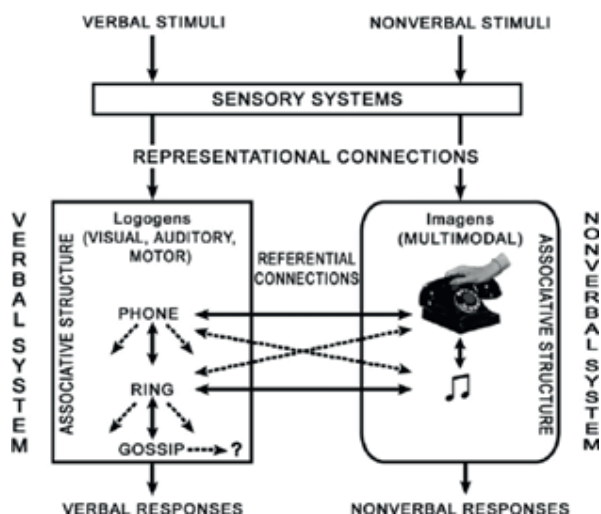 VERBAL STIMULI
NONVERBAL STIMULI
SENSORY SYSTEMS
REPRESENTATIONAL CONNECTIONS
VERBAL SYSTEM
ASSOCIATIVE STRUCTURE
Logogens
(VISUAL, AUDITORY,
MOTOR)
PHONE
RING
GOSSIP ?
REFERENTIAL
CONNECTIONS
Imagens
(MULTIMODAL)
ASSOCIATIVE STRUCTURE
NONVERBAL SYSTEM
VERBAL RESPONSES
NONVERBAL RESPONSES